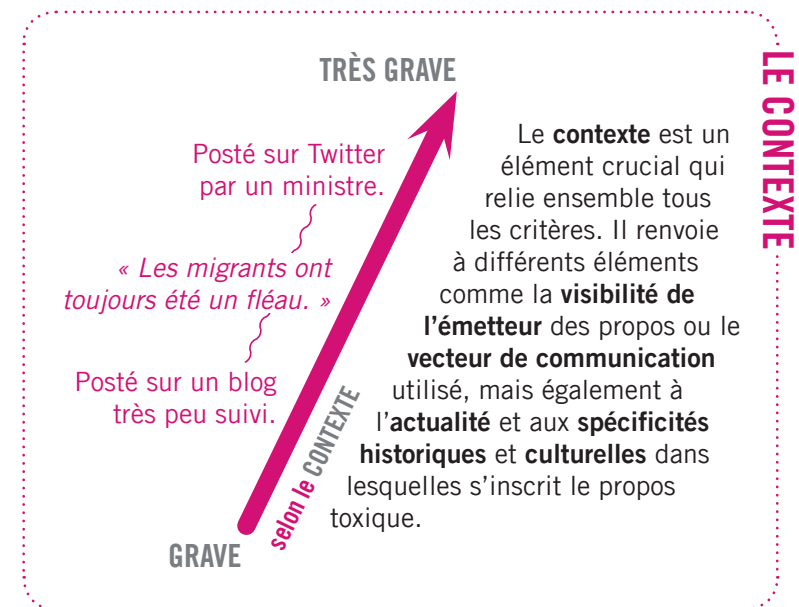 LE CONTEXTE
TRÈS GRAVE
Posté sur Twitter
par un ministre.
« Les migrants ont
toujours été un fléau. »
Posté sur un blog
très peu suivi.
selon le CONTEXTE
GRAVE
Le contexte est un
élément crucial qui
relie ensemble tous
les critères. Il renvoie
à différents éléments
comme la visibilité de
l’émetteur des propos ou le
vecteur de communication
utilisé, mais également à
l’actualité et aux spécificités
historiques et culturelles dans
lesquelles s’inscrit le propos
toxique.